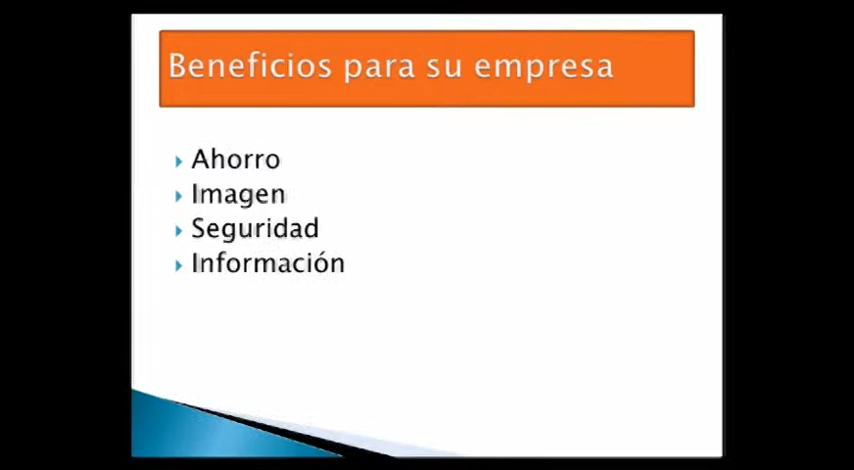 Beneficios para su empresa
Ahorro
Imagen
Seguridad
Información